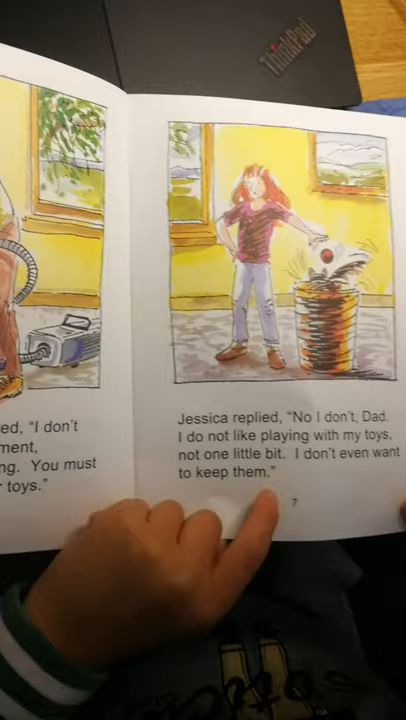 ThinkPad
ed, "I don't
ment,
ng. You must
toys."
Jessica replied, "No I don't, Dad.
I do not like playing with my toys,
not one little bit. I don't even want
to keep them."
7